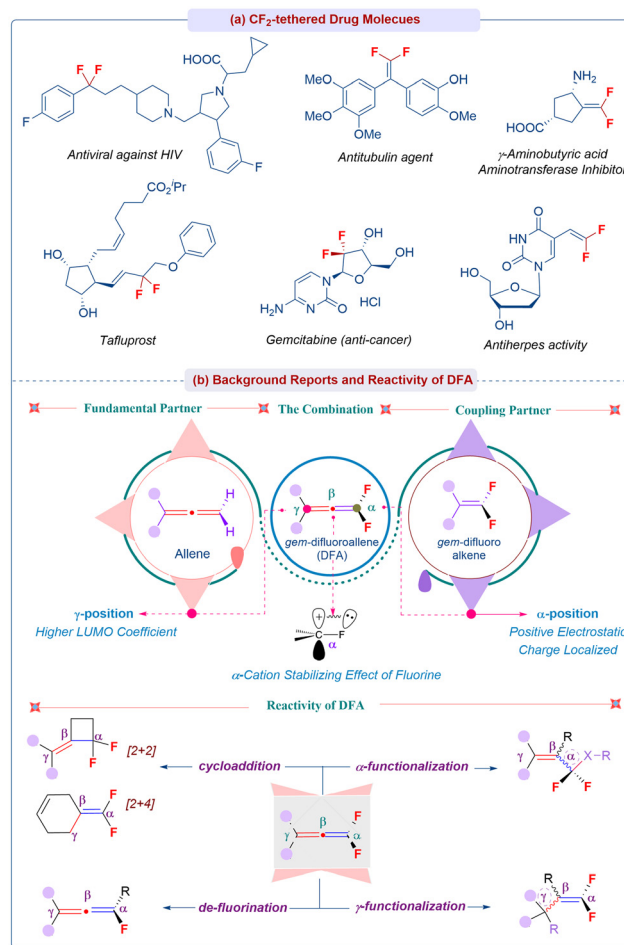 (a) CF2-tethered Drug Molecues
F F
F
HOOC
N
N
F
Antiviral against HIV
F F
MeO
MeO
OMe
OH
OMe
Antitubulin agent
NH2
F
F
HOOC
γ-Aminobutyric acid
Aminotransferase Inhibitor
CO2iPr
HO
OH
O
F F
Tafluprost
F
F
OH
OH
O
N
N
O
H2N
HCl
Gemcitabine (anti-cancer)
O
HN
O
N
F
F
HO
O
HO
Antiherpes activity
(b) Background Reports and Reactivity of DFA
Fundamental Partner
The Combination
Coupling Partner
H
H
Allene
β
γ
α
F
F
gem-difluoroallene
(DFA)
F
F
gem-difluoro
alkene
γ-position
Higher LUMO Coefficient
+
C F
α
α-Cation Stabilizing Effect of Fluorine
α-position
Positive Electrostatic
Charge Localized
Reactivity of DFA
β
α
γ
F
F
[2+2]
cycloaddition
α-functionalization
R
β
γ
α
X-R
F
F
β
F
α
F
γ
[2+4]
β
γ
α
F
F
β
R
γ
α
F
de-fluorination
γ-functionalization
R
γ
β
α
F
F
R